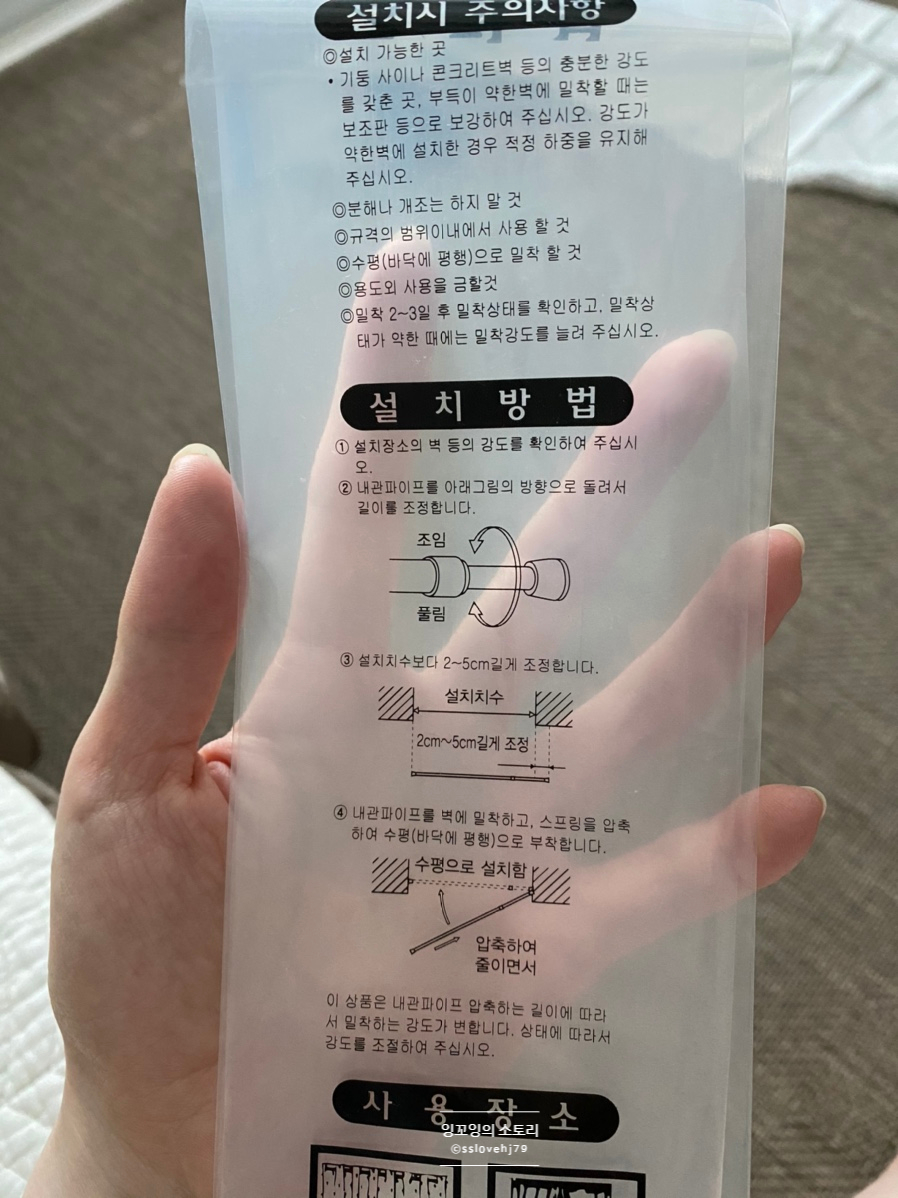 설치시 주의사항
◎설치 가능한 곳
• 기둥 사이나 콘크리트벽 등의 충분한 강도
를 갖춘 곳, 부득이 약한벽에 밀착할 때는
보조판 등으로 보강하여 주십시오. 강도가
약한벽에 설치한 경우 적정 하중을 유지해
주십시오.
◎분해나 개조는 하지 말 것
◎규격의 범위이내에서 사용 할 것
◎수평(바닥에 평행)으로 밀착 할 것
◎용도외 사용을 금할것
◎밀착 2~3일 후 밀착상태를 확인하고, 밀착상
태가 약한 때에는 밀착강도를 늘려 주십시오.
설 치 방 법
① 설치장소의 벽 등의 강도를 확인하여 주십시
오.
② 내관파이프를 아래그림의 방향으로 돌려서
길이를 조정합니다.
조임
풀림
③ 설치치수보다 2~5cm길게 조정합니다.
설치치수
2cm~5cm길게 조정
④ 내관파이프를 벽에 밀착하고, 스프링을 압축
하여 수평(바닥에 평행)으로 부착합니다.
수평으로 설치함
압축하여
줄이면서
이 상품은 내관파이프 압축하는 길이에 따라
서 밀착하는 강도가 변합니다. 상태에 따라서
강도를 조절하여 주십시오.
사 용 장 소
잉꼬잉의 소토리
©sslovehj79